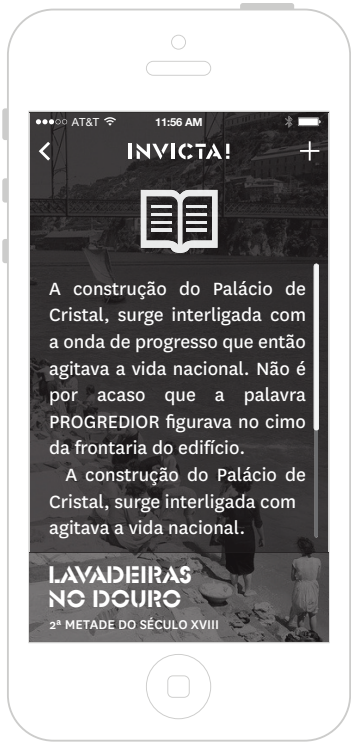 AT&T 11:56 AM
INVICTA!
A construção do Palácio de
Cristal, surge interligada com
a onda de progresso que então
agitava a vida nacional. Não é
por acaso que a palavra
PROGREDIOR figurava no cimo
da frontaria do edifício.
A construção do Palácio de
Cristal, surge interligada com
agitava a vida nacional.
LAVADEIRAS
NO DOURO
2ª METADE DO SÉCULO XVIII